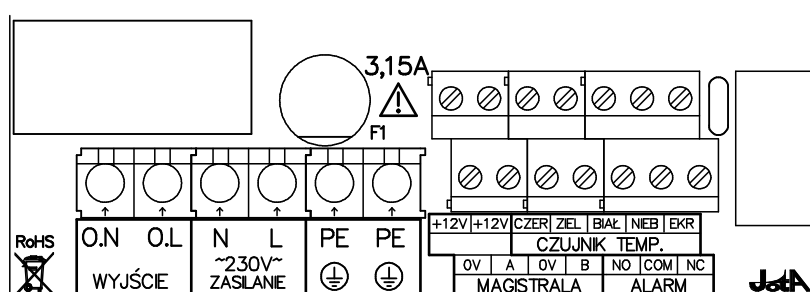 3,15A
F1
RoHS
O.N O.L N L PE PE
~230V~
WYJŚCIE ZASILANIE
+12V +12V CZER ZIEL BIAŁ NIEB EKR
CZUJNIK TEMP.
0V A 0V B NO COM NC
MAGISTRALA ALARM